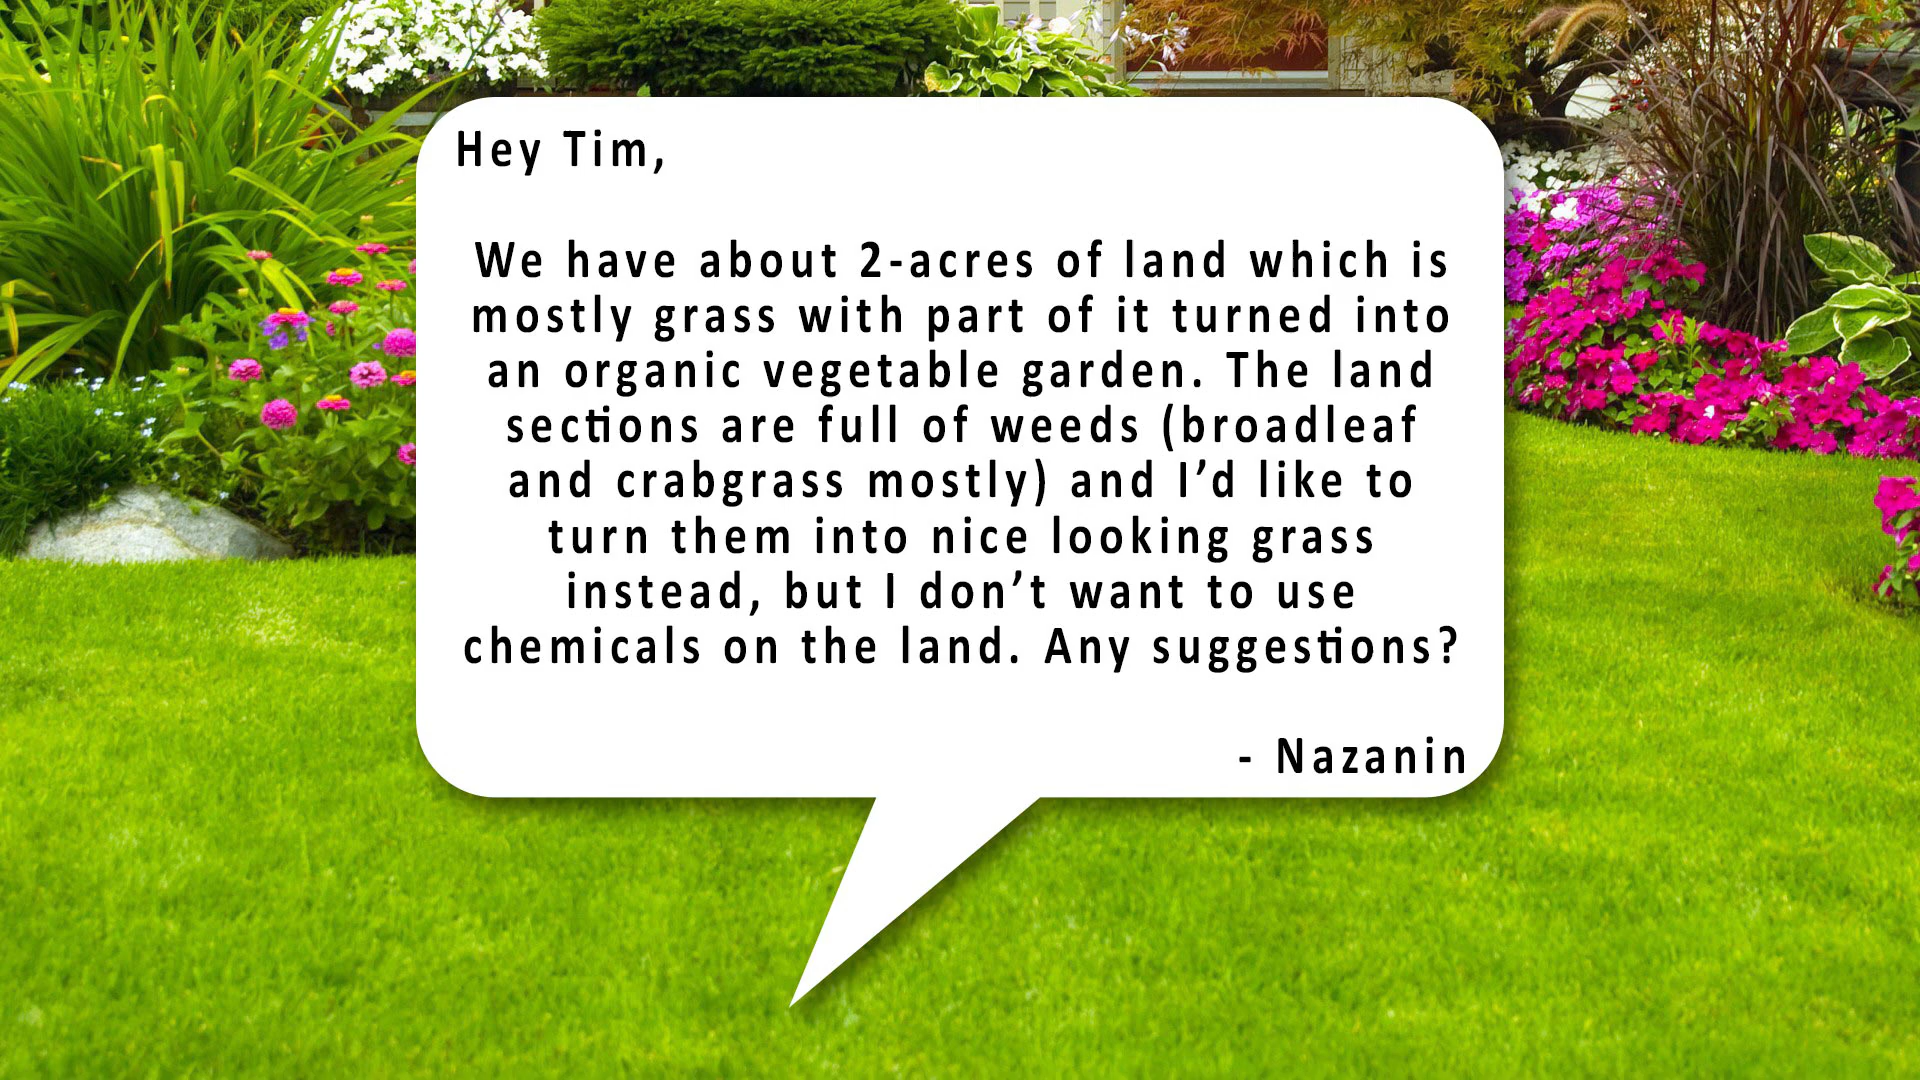 Hey Tim,
We have about 2-acres of land which is
mostly grass with part of it turned into
an organic vegetable garden. The land
sections are full of weeds (broadleaf
and crabgrass mostly) and I’d like to
turn them into nice looking grass
instead, but I don’t want to use
chemicals on the land. Any suggestions?
- Nazanin